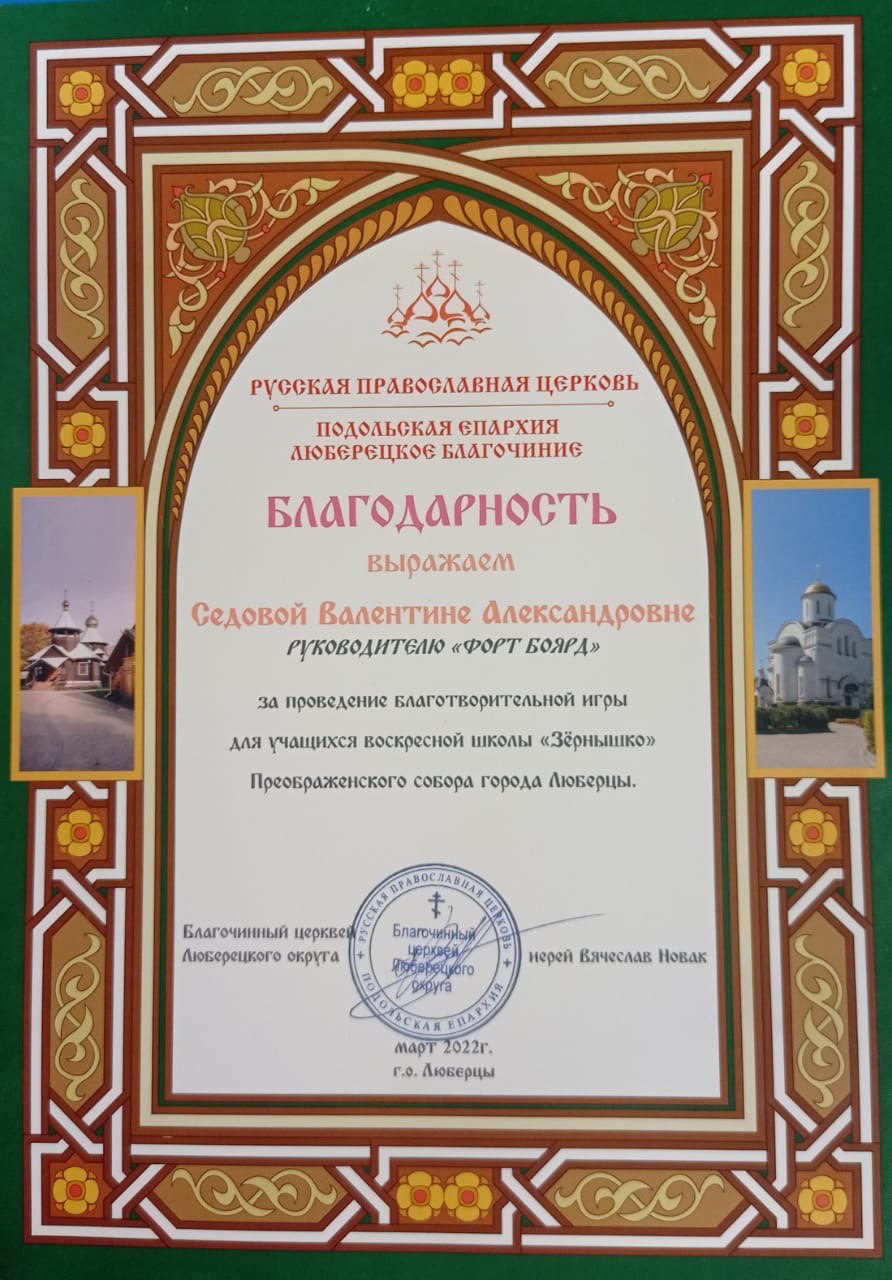 РУССКАЯ ПРАВОСЛАВНАЯ ЦЕРКОВЬ
ПОДОЛЬСКАЯ ЕПАРХИЯ
ЛЮБЕРЕЦКОЕ БЛАГОЧИНИЕ
БЛАГОДАРНОСТЬ
выражаем
Седовой Валентине Александровне
РУКОВОДИТЕЛЮ «ФОРТ БОЯРД»
за проведение благотворительной игры
для учащихся воскресной школы «Зёрнышко»
Преображенского собора города Люберцы.
Благочинный церквей
Люберецкого округа
РУССКАЯ ПРАВОСЛАВНАЯ ЦЕРКОВЬ
Благочинный
церквей
Люберецкого
округа
ПОДОЛЬСКАЯ ЕПАРХИЯ
иерей Вячеслав Новак
март 2022г.
г.о. Люберцы